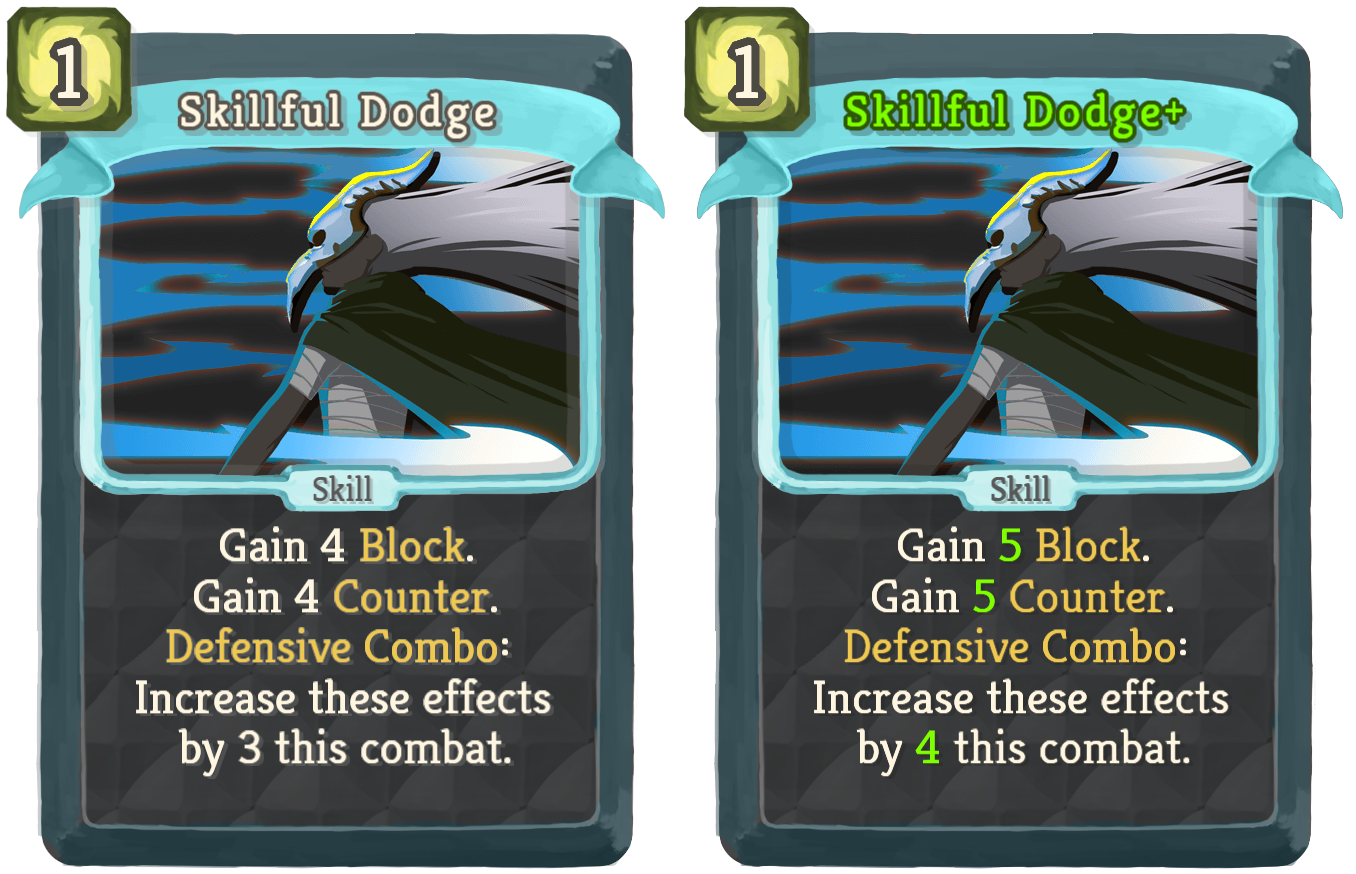 1
Skillful Dodge
Skill
Gain 4 Block.
Gain 4 Counter.
Defensive Combo:
Increase these effects
by 3 this combat.
1
Skillful Dodge+
Skill
Gain 5 Block.
Gain 5 Counter.
Defensive Combo:
Increase these effects
by 4 this combat.